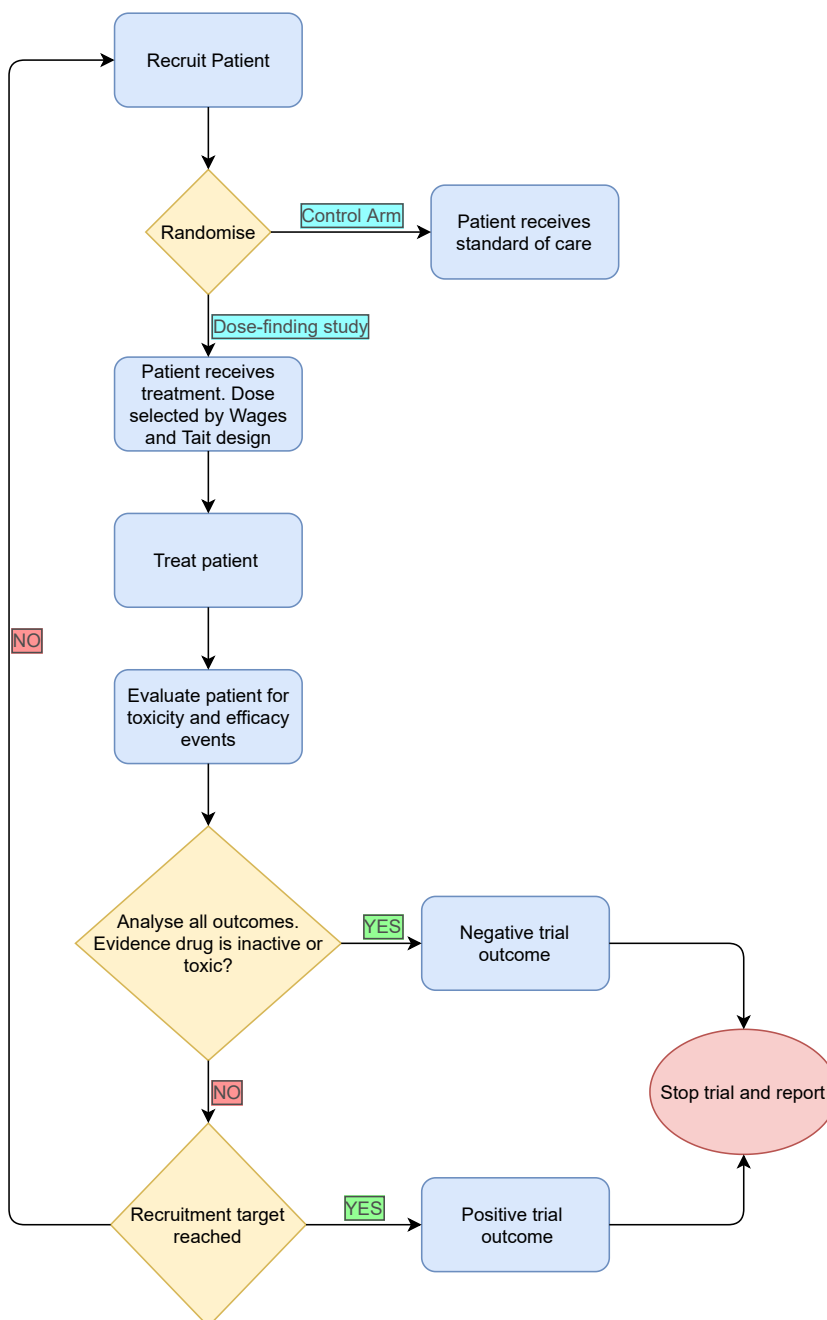 Recruit Patient
Randomise
Control Arm
Patient receives
standard of care
Dose-finding study
Patient receives
treatment. Dose
selected by Wages
and Tait design
Treat patient
NO
Evaluate patient for
toxicity and efficacy
events
Analyse all outcomes.
Evidence drug is inactive or
toxic?
YES
Negative trial
outcome
Stop trial and report
NO
Recruitment target
reached
YES
Positive trial
outcome